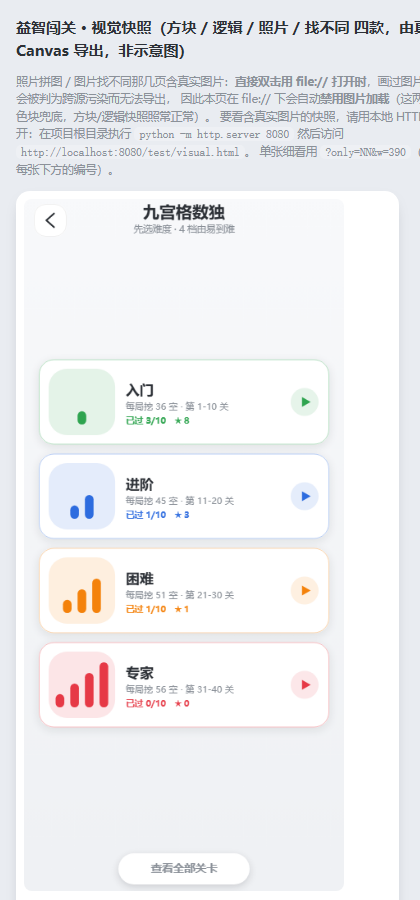 益智闯关 · 视觉快照（方块 / 逻辑 / 照片 / 找不同 四款，由真
Canvas 导出，非示意图)
照片拼图 / 图片找不同那几页含真实图片：直接双击用 file:// 打开时，画过图片
会被判为跨源污染而无法导出， 因此本页在 file:// 下会自动禁用图片加载（这两
色块兜底，方块/逻辑快照照常正常）。 要看含真实图片的快照，请用本地 HTT
开：在项目根目录执行 python -m http.server 8080 然后访问
http://localhost:8080/test/visual.html 。 单张细看用 ?only=NN&w=390 （
每张下方的编号）。
九宫格数独
先选难度 · 4 档由易到难
入门
每局挖 36 空 · 第 1-10 关
已过 3/10 ★ 8
进阶
每局挖 45 空 · 第 11-20 关
已过 1/10 ★ 3
困难
每局挖 51 空 · 第 21-30 关
已过 1/10 ★ 1
专家
每局挖 56 空 · 第 31-40 关
已过 0/10 ★ 0
查看全部关卡